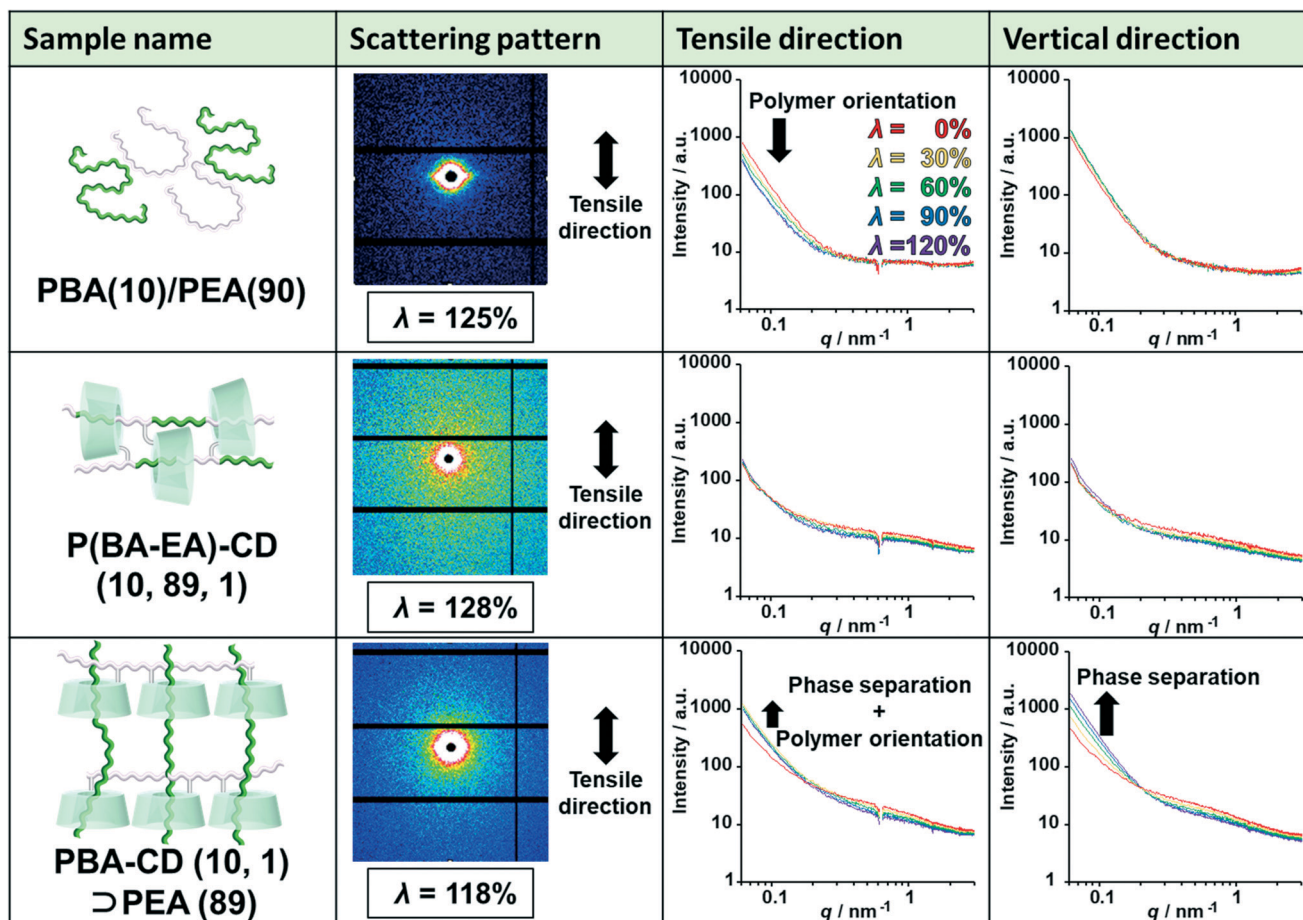 Sample name
Scattering pattern
Tensile direction
Vertical direction
PBA(10)/PEA(90)
Tensile
direction
λ = 125%
10000
1000
100
10
1
Intensity / a.u.
Polymer orientation
λ = 0%
λ = 30%
λ = 60%
λ = 90%
λ =120%
0.1
1
q / nm⁻¹
10000
1000
100
10
1
Intensity / a.u.
0.1
1
q / nm⁻¹
P(BA-EA)-CD
(10, 89, 1)
Tensile
direction
λ = 128%
10000
1000
100
10
1
Intensity / a.u.
0.1
1
q / nm⁻¹
10000
1000
100
10
1
Intensity / a.u.
0.1
1
q / nm⁻¹
PBA-CD (10, 1)
⊃PEA (89)
Tensile
direction
λ = 118%
10000
1000
100
10
1
Intensity / a.u.
Phase separation
+
Polymer orientation
0.1
1
q / nm⁻¹
10000
1000
100
10
1
Intensity / a.u.
Phase separation
0.1
1
q / nm⁻¹